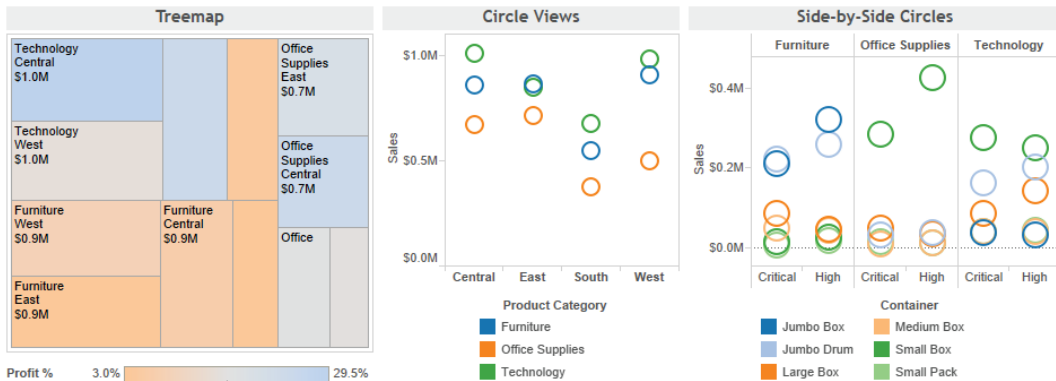 Treemap
Technology
Central
$1.0M
Technology
West
$1.0M
Furniture
West
$0.9M
Furniture
East
$0.9M
Furniture
Central
$0.9M
Office
Supplies
East
$0.7M
Office
Supplies
Central
$0.7M
Office
Profit %
3.0%
29.5%
Circle Views
Sales
$1.0M
$0.5M
$0.0M
Central East South West
Product Category
Furniture
Office Supplies
Technology
Side-by-Side Circles
Furniture Office Supplies Technology
Sales
$0.4M
$0.2M
$0.0M
Critical High Critical High Critical High
Container
Jumbo Box
Jumbo Drum
Large Box
Medium Box
Small Box
Small Pack